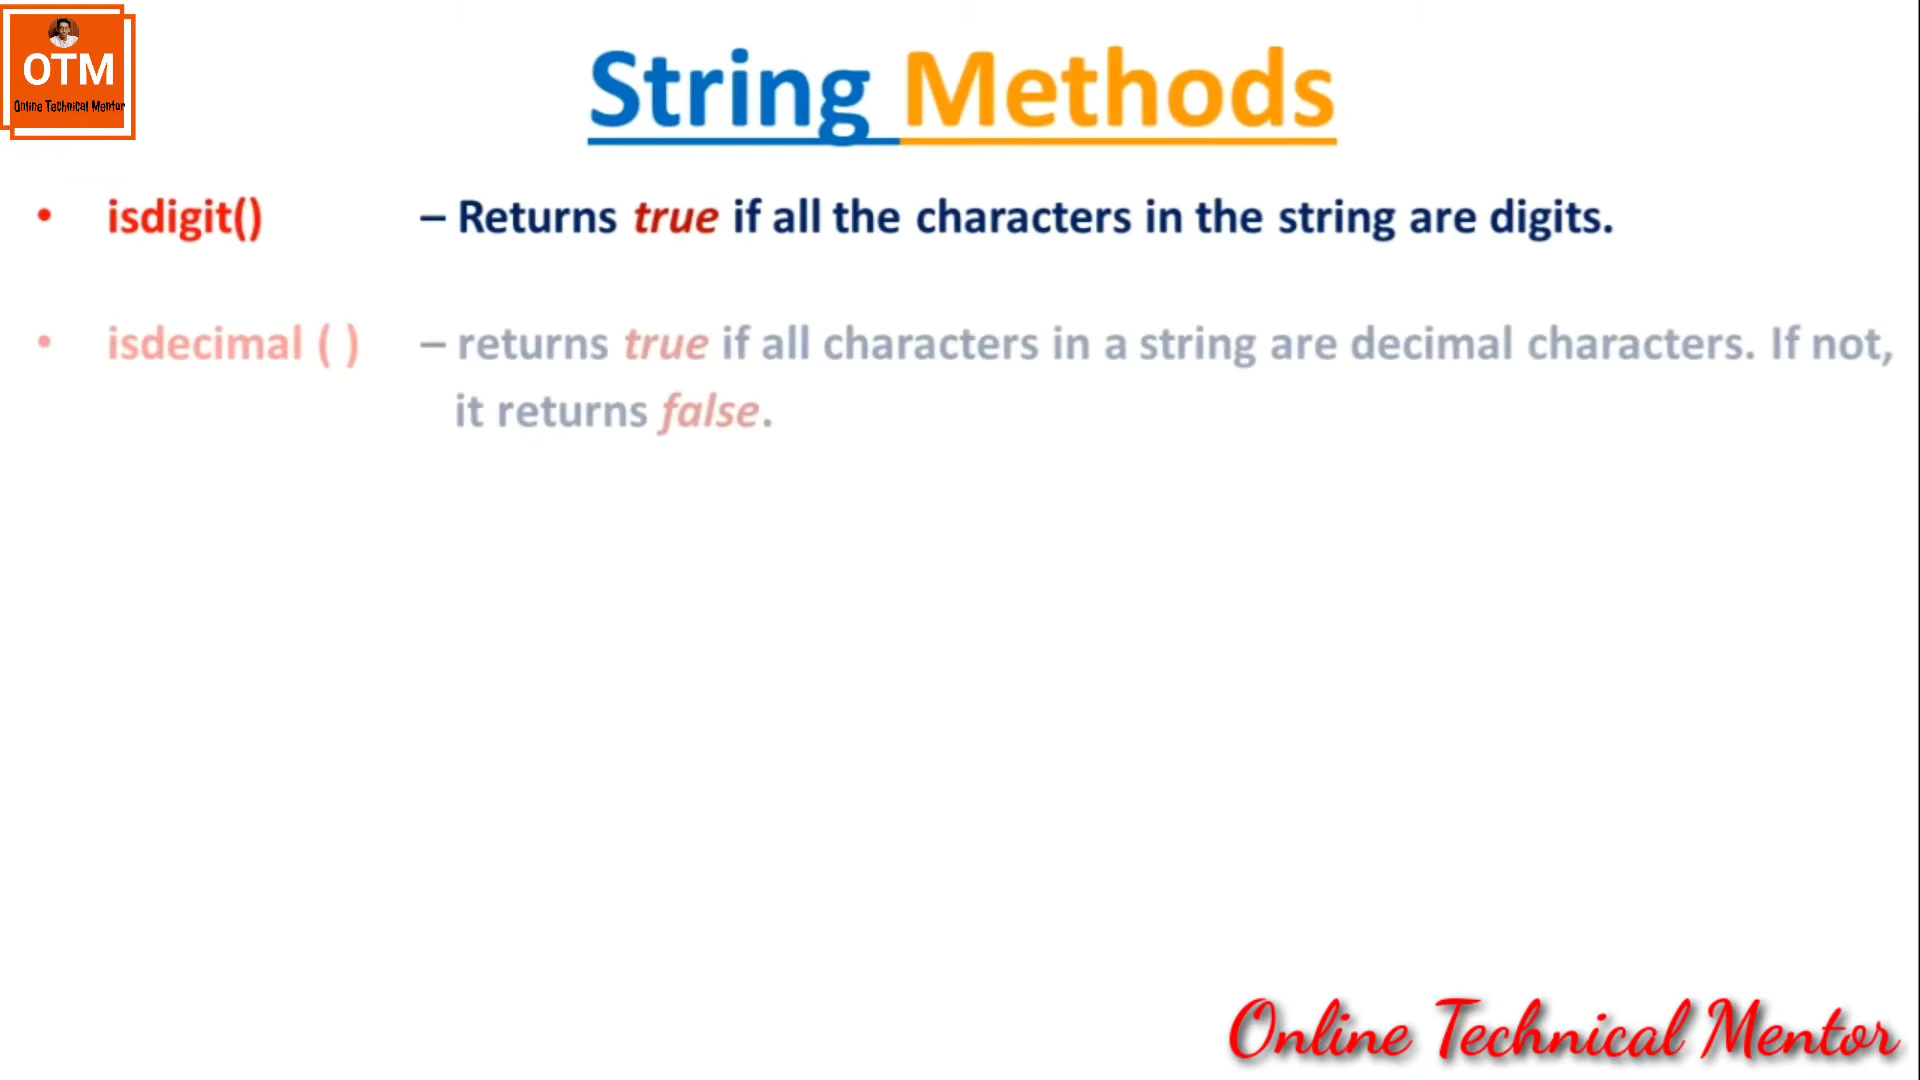 OTM
Online Technical Mentor
String Methods
• isdigit() – Returns true if all the characters in the string are digits.
• isdecimal ( ) – returns true if all characters in a string are decimal characters. If not,
it returns false.
Online Technical Mentor